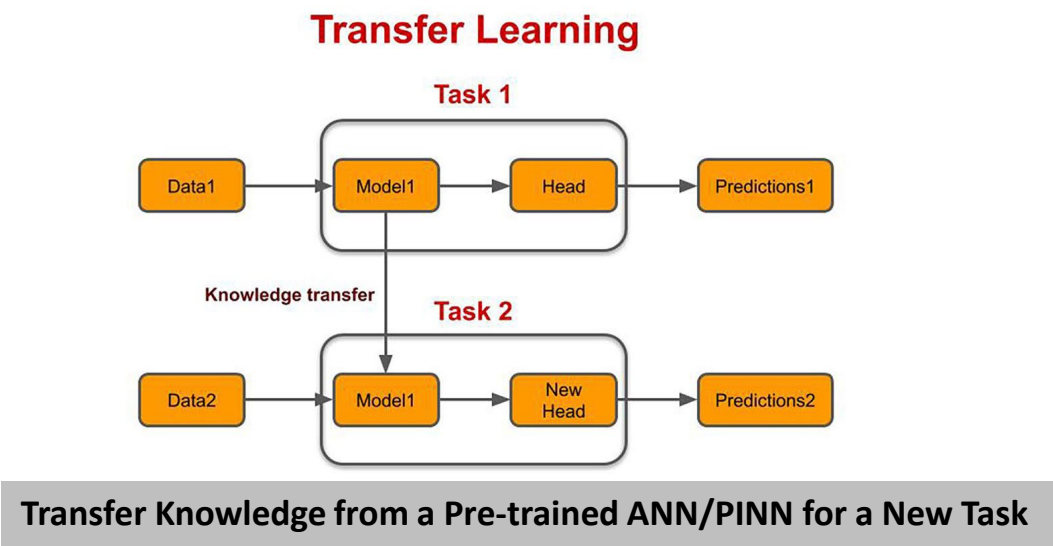 Transfer Learning
Task 1
Data1
Model1
Head
Predictions1
Knowledge transfer
Task 2
Data2
Model1
New
Head
Predictions2
Transfer Knowledge from a Pre-trained ANN/PINN for a New Task